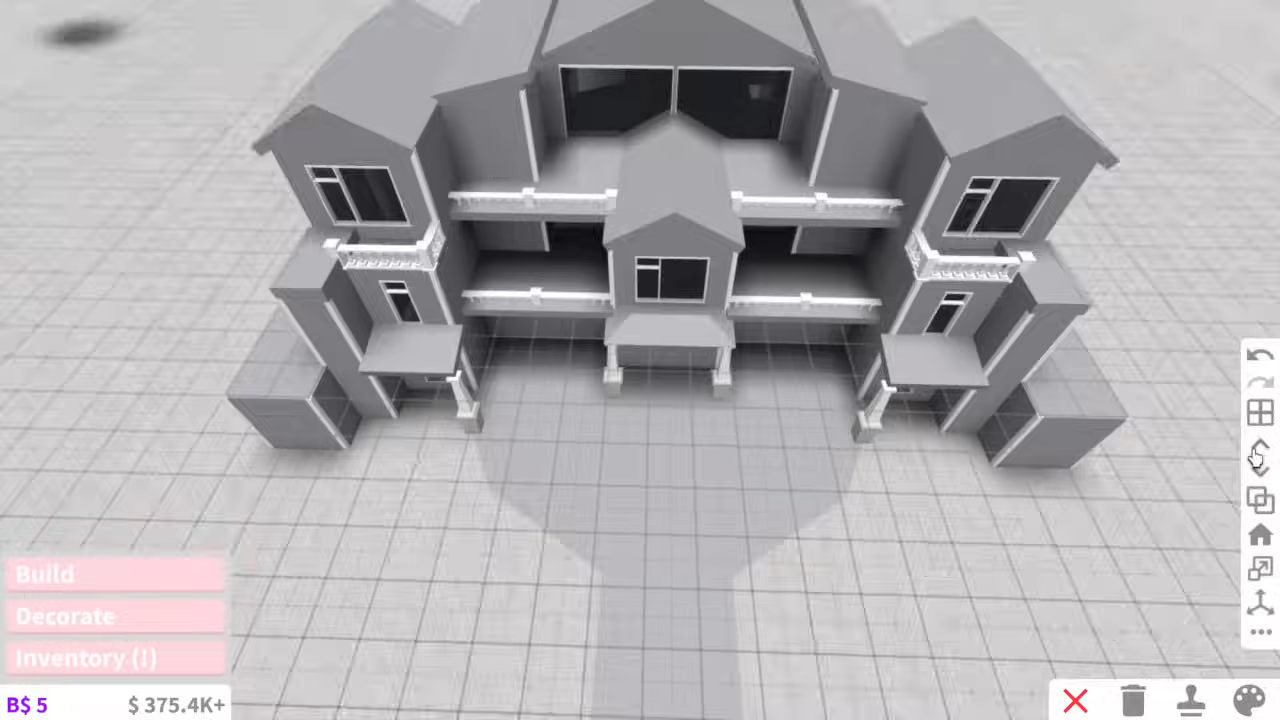 Build
Decorate
Inventory (!)
B$ 5
$ 375.4K+